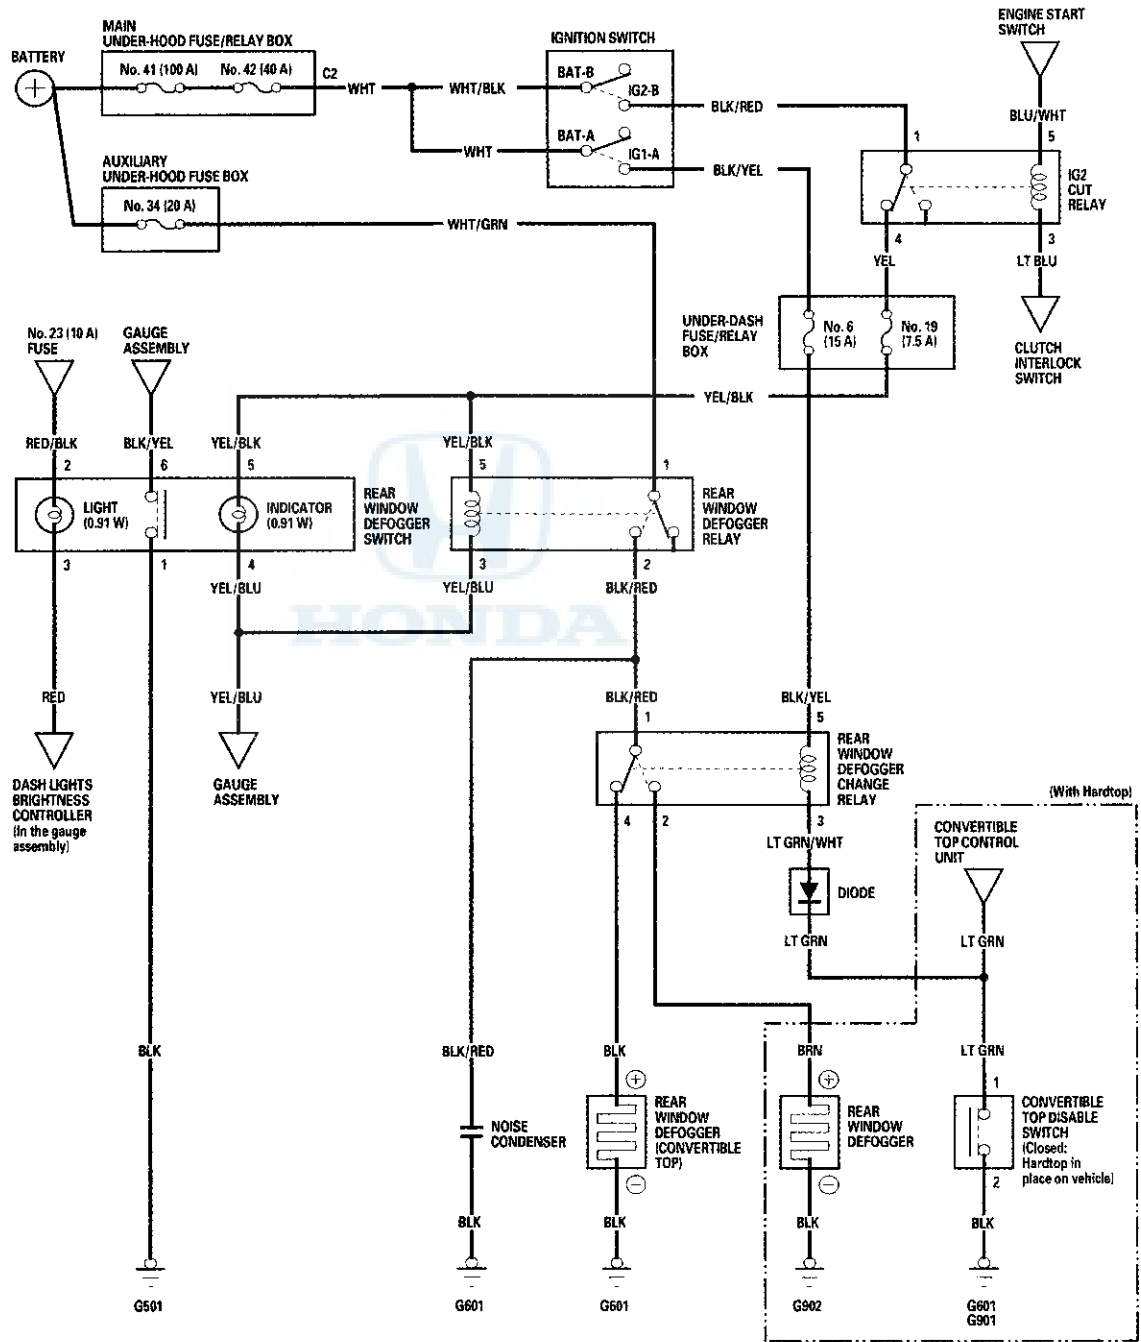 MAIN
UNDER-HOOD FUSE/RELAY BOX
BATTERY
No. 41 (100 A)
No. 42 (40 A)
C2
WHT
WHT/BLK
WHT
IGNITION SWITCH
BAT-B
IG2-B
BAT-A
IG1-A
BLK/RED
BLK/YEL
ENGINE START
SWITCH
BLU/WHT
1
5
IG2
CUT
RELAY
4
3
YEL
LT BLU
CLUTCH
INTERLOCK
SWITCH
AUXILIARY
UNDER-HOOD FUSE BOX
No. 34 (20 A)
WHT/GRN
UNDER-DASH
FUSE/RELAY
BOX
No. 6
(15 A)
No. 19
(7.5 A)
YEL/BLK
No. 23 (10 A)
FUSE
GAUGE
ASSEMBLY
RED/BLK
BLK/YEL
YEL/BLK
YEL/BLK
2
6
5
5
1
LIGHT
(0.91 W)
INDICATOR
(0.91 W)
REAR
WINDOW
DEFOGGER
SWITCH
REAR
WINDOW
DEFOGGER
RELAY
3
1
4
3
2
YEL/BLU
YEL/BLU
BLK/RED
HONDA
RED
YEL/BLU
BLK/RED
BLK/YEL
1
5
DASH LIGHTS
BRIGHTNESS
CONTROLLER
(In the gauge
assembly)
GAUGE
ASSEMBLY
REAR
WINDOW
DEFOGGER
CHANGE
RELAY
4
2
3
LT GRN/WHT
DIODE
LT GRN
(With Hardtop)
CONVERTIBLE
TOP CONTROL
UNIT
LT GRN
BLK
BLK/RED
BLK
BRN
LT GRN
1
NOISE
CONDENSER
REAR
WINDOW
DEFOGGER
(CONVERTIBLE
TOP)
REAR
WINDOW
DEFOGGER
CONVERTIBLE
TOP DISABLE
SWITCH
(Closed:
Hardtop in
place on vehicle)
2
BLK
BLK
BLK
BLK
G501
G601
G601
G902
G601
G901